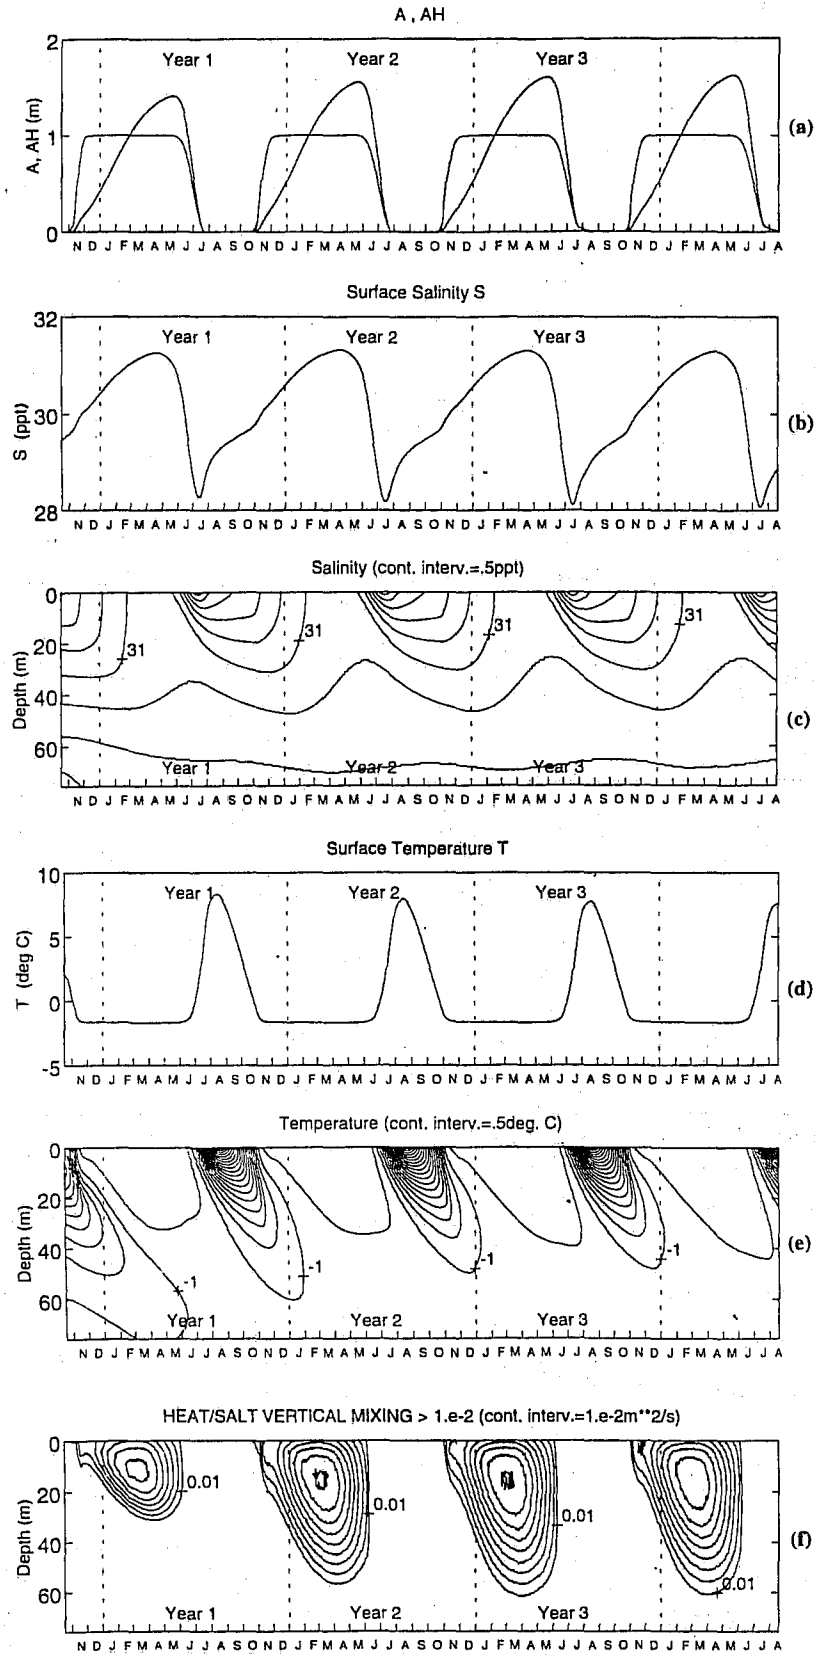 A , AH
2
Year 1 Year 2 Year 3
1
A, AH (m)
(a)
0
N D J F M A M J J A S O N D J F M A M J J A S O N D J F M A M J J A S O N D J F M A M J J A
Surface Salinity S
32
Year 1 Year 2 Year 3
30
S (ppt)
(b)
28
N D J F M A M J J A S O N D J F M A M J J A S O N D J F M A M J J A S O N D J F M A M J J A
Salinity (cont. interv.=.5ppt)
0
31 31 31 31
20
Depth (m)
40
(c)
60
Year 1 Year 2 Year 3
N D J F M A M J J A S O N D J F M A M J J A S O N D J F M A M J J A S O N D J F M A M J J A
Surface Temperature T
10
Year 1 Year 2 Year 3
5
T (deg C)
0
(d)
-5
N D J F M A M J J A S O N D J F M A M J J A S O N D J F M A M J J A S O N D J F M A M J J A
Temperature (cont. interv.=.5deg. C)
0
20
Depth (m)
40
-1 -1 -1 -1
(e)
60
Year 1 Year 2 Year 3
N D J F M A M J J A S O N D J F M A M J J A S O N D J F M A M J J A S O N D J F M A M J J A
HEAT/SALT VERTICAL MIXING > 1.e-2 (cont. interv.=1.e-2m**2/s)
0
20
0.01 0.01 0.01 0.01
Depth (m)
40
(f)
60
Year 1 Year 2 Year 3
N D J F M A M J J A S O N D J F M A M J J A S O N D J F M A M J J A S O N D J F M A M J J A